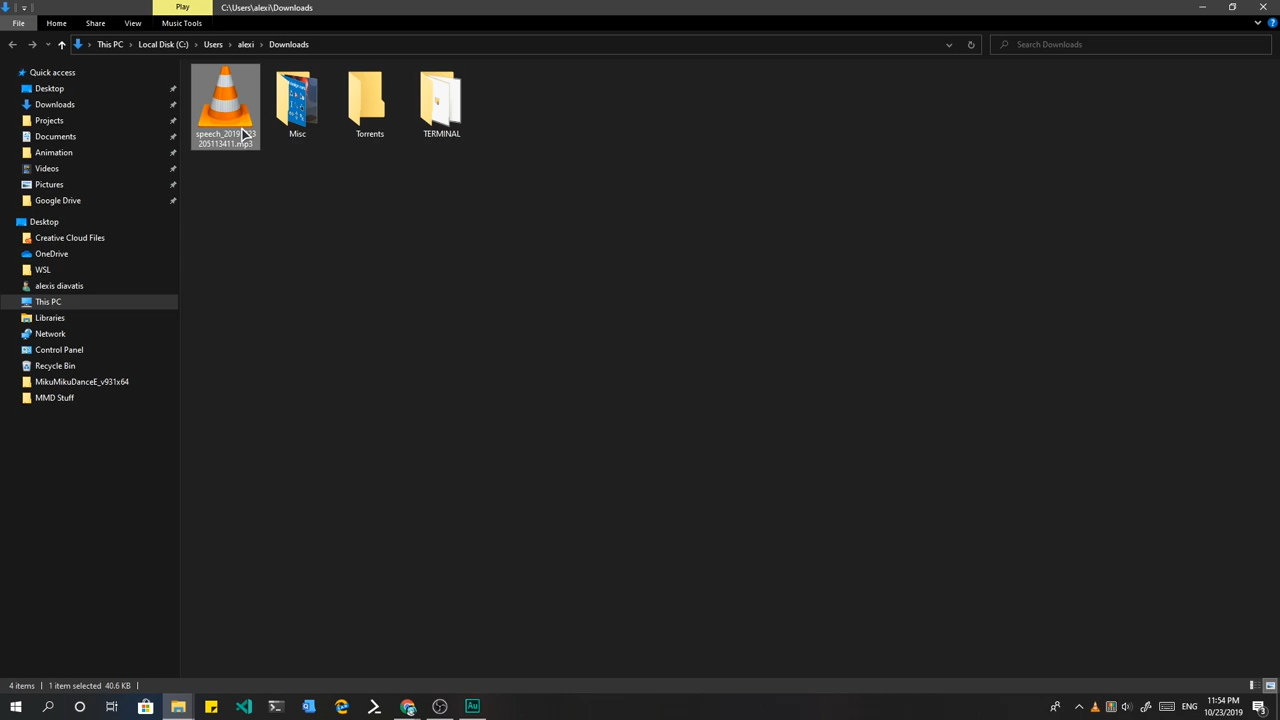 Play
C:\Users\alexi\Downloads
File
Home
Share
View
Music Tools
This PC
Local Disk (C:)
Users
alexi
Downloads
Search Downloads
Quick access
Desktop
Downloads
Projects
Documents
Animation
Videos
Pictures
Google Drive
Desktop
Creative Cloud Files
OneDrive
WSL
alexis diavatis
This PC
Libraries
Network
Control Panel
Recycle Bin
MikuMikuDanceE_v931x64
MMD Stuff
205113411.mp3
Misc
Torrents
TERMINAL
4 items
1 item selected 40.6 KB
Au
ENG
11:54 PM
10/23/2019